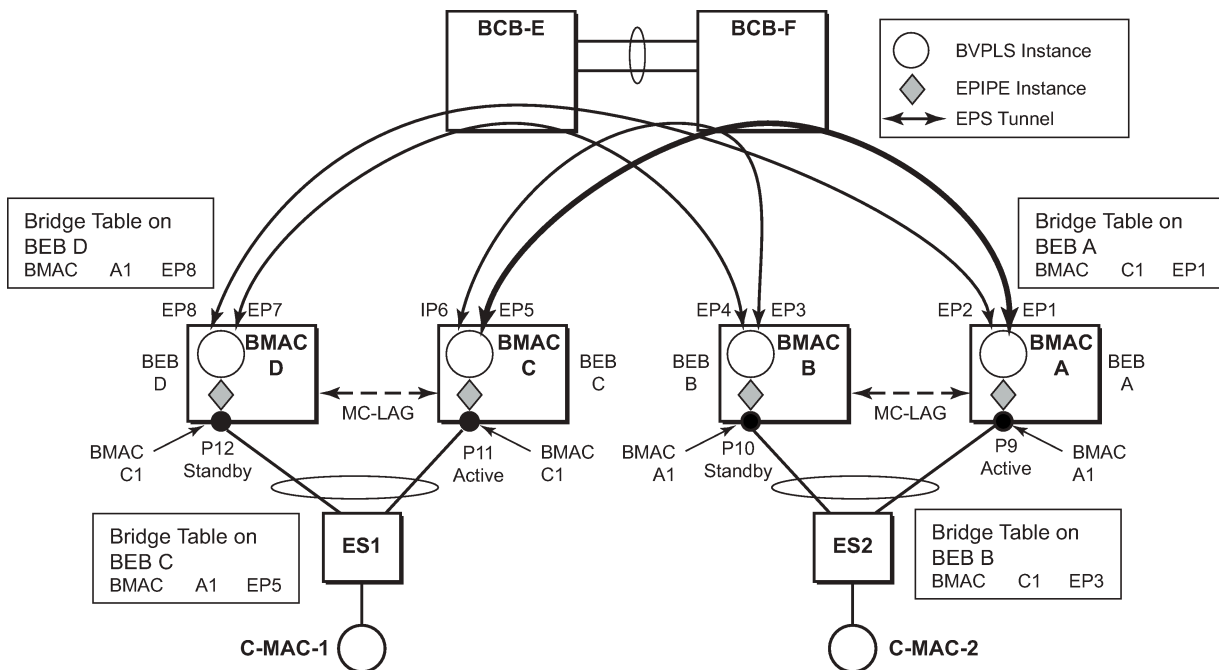 BCB-E
BCB-F
BVPLS Instance
EPIPE Instance
EPS Tunnel
Bridge Table on
BEB D
BMAC A1 EP8
Bridge Table on
BEB A
BMAC C1 EP1
EP8
EP7
IP6
EP5
EP4
EP3
EP2
EP1
BEB
D
BMAC
D
BMAC
C
BEB
C
BEB
B
BMAC
B
BMAC
A
BEB
A
MC-LAG
MC-LAG
BMAC
C1
P12
Standby
P11
Active
BMAC
C1
BMAC
A1
P10
Standby
P9
Active
BMAC
A1
Bridge Table on
BEB C
BMAC A1 EP5
ES1
ES2
Bridge Table on
BEB B
BMAC C1 EP3
C-MAC-1
C-MAC-2